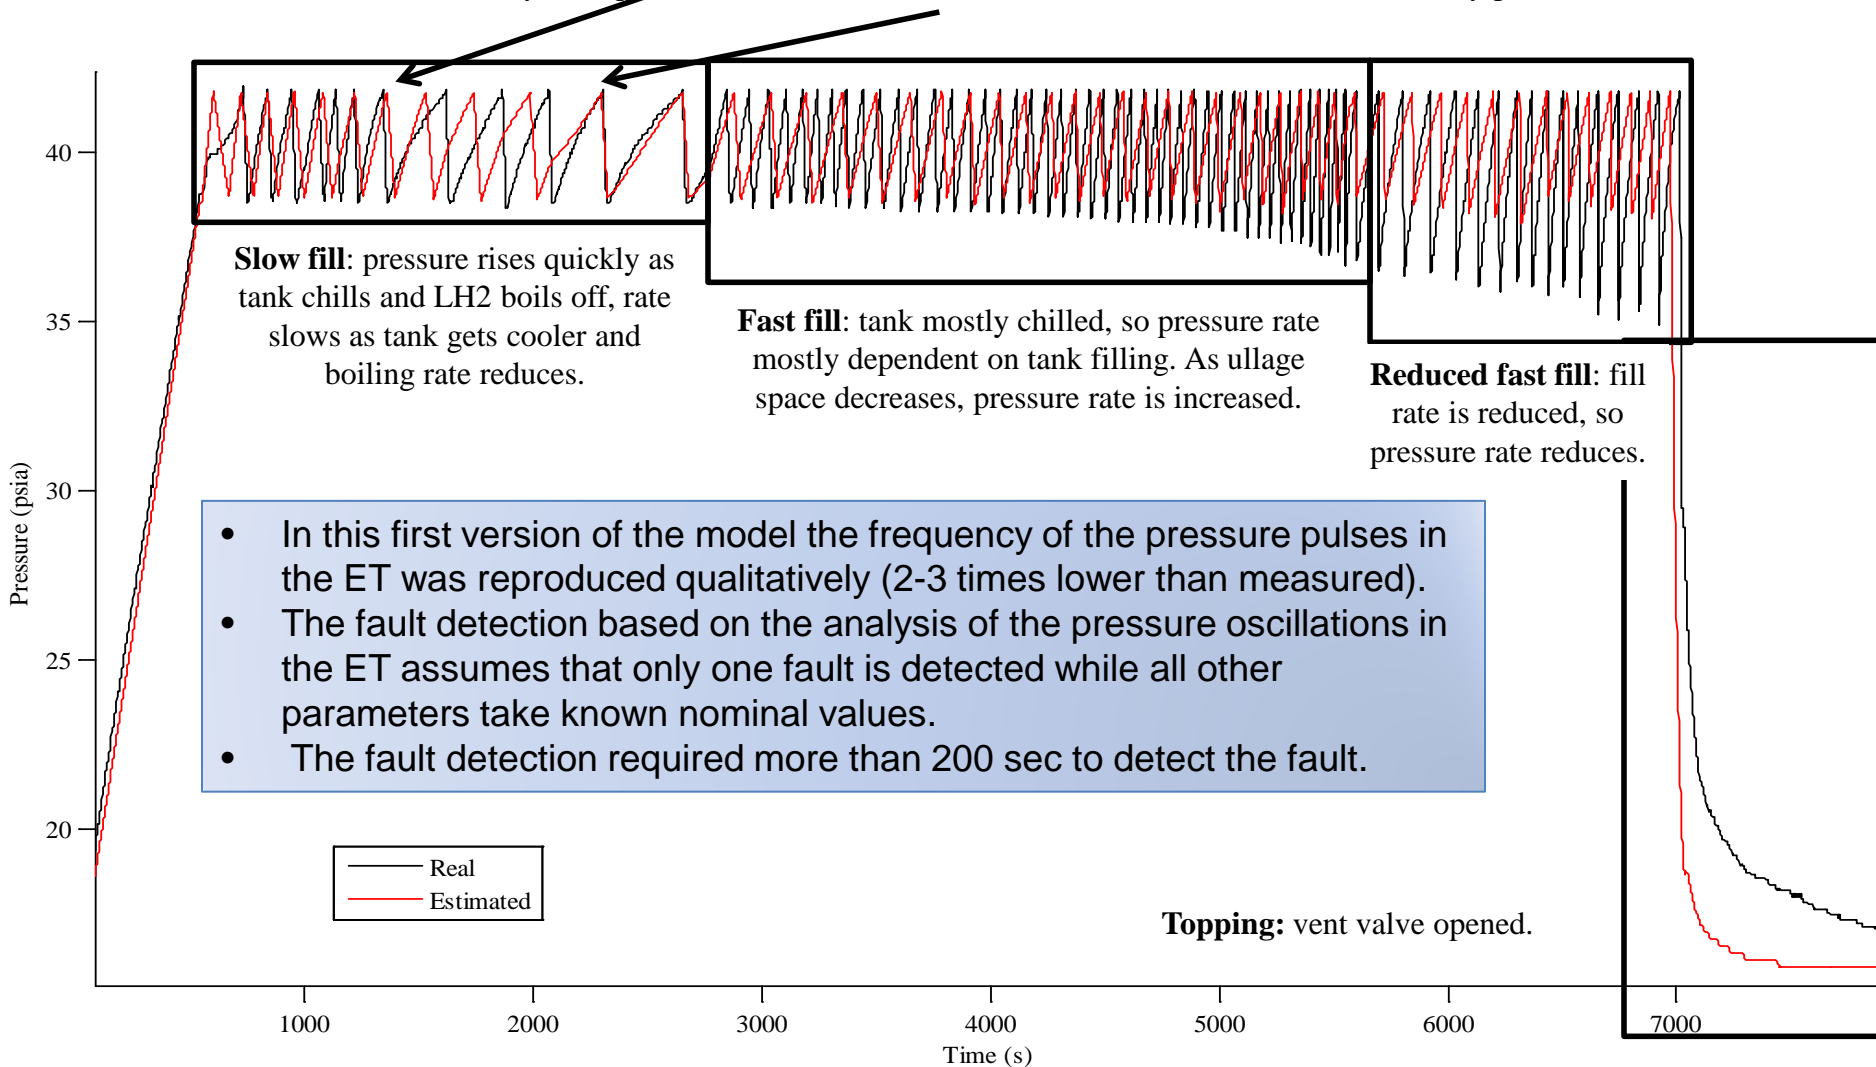 40
35
30
25
20
Pressure (psia)
Slow fill: pressure rises quickly as
tank chills and LH2 boils off, rate
slows as tank gets cooler and
boiling rate reduces.
Fast fill: tank mostly chilled, so pressure rate
mostly dependent on tank filling. As ullage
space decreases, pressure rate is increased.
Reduced fast fill: fill
rate is reduced, so
pressure rate reduces.
• In this first version of the model the frequency of the pressure pulses in
the ET was reproduced qualitatively (2-3 times lower than measured).
• The fault detection based on the analysis of the pressure oscillations in
the ET assumes that only one fault is detected while all other
parameters take known nominal values.
• The fault detection required more than 200 sec to detect the fault.
Real
Estimated
Topping: vent valve opened.
1000 2000 3000 4000 5000 6000 7000
Time (s)